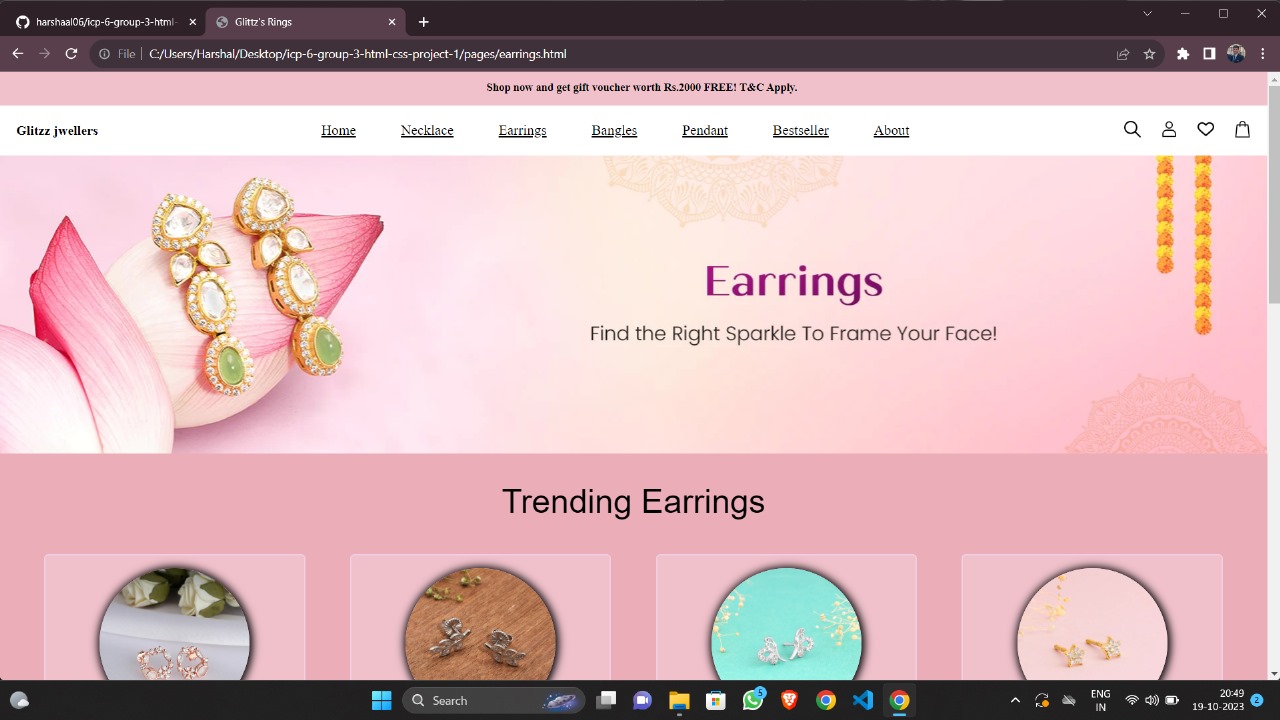 harshaal06/icp-6-group-3-html-
Glittz's Rings
File
C:/Users/Harshal/Desktop/icp-6-group-3-html-css-project-1/pages/earrings.html
Shop now and get gift voucher worth Rs.2000 FREE! T&C Apply.
Glitzz jwellers
Home
Necklace
Earrings
Bangles
Pendant
Bestseller
About
Earrings
Find the Right Sparkle To Frame Your Face!
Trending Earrings
Search
5
ENG
IN
20:49
19-10-2023
2